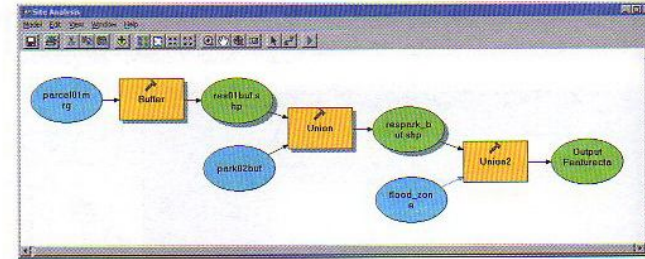 Site Analysis
Model Edit View Window Help
parcel01m
rg
Buffer
res01buf.s
hp
Union
park02buf
respark_b
uf.shp
Union2
flood_zon
e
Output
Featurecla